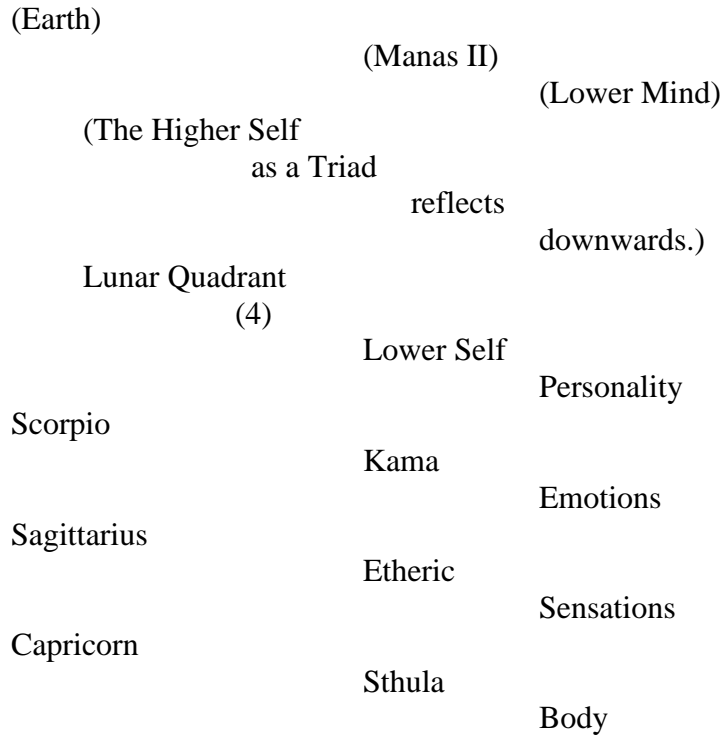 (Earth)
(Manas II)
(Lower Mind)
(The Higher Self
as a Triad
reflects
downwards.)
Lunar Quadrant
(4)
Lower Self
Personality
Scorpio
Kama
Emotions
Sagittarius
Etheric
Sensations
Capricorn
Sthula
Body